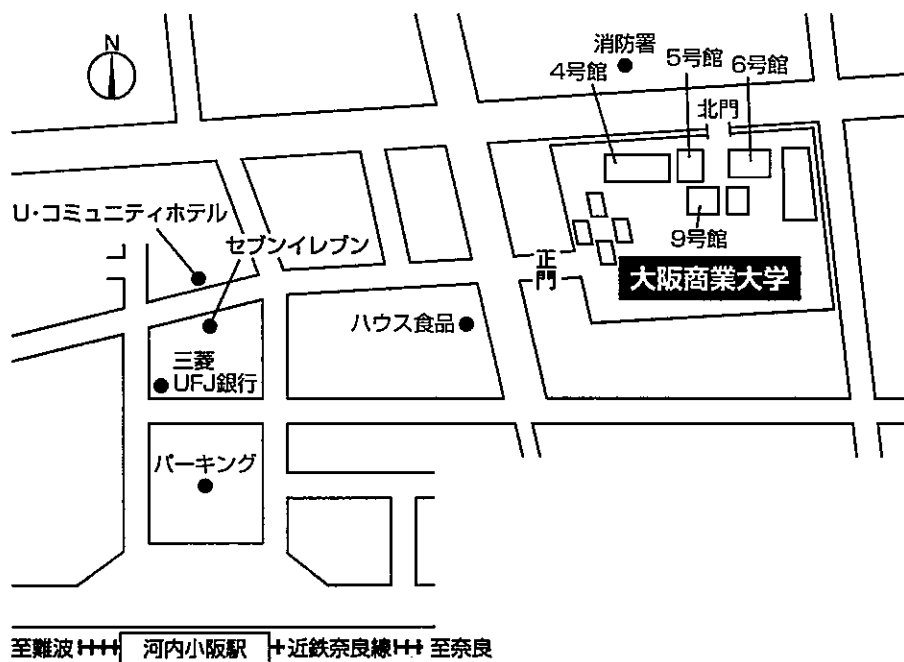 N
消防署
4号館
5号館
6号館
北門
U・コミュニティホテル
セブンイレブン
9号館
正門
大阪商業大学
ハウス食品
三菱
UFJ銀行
パーキング
至難波
河内小阪駅
近鉄奈良線
至奈良